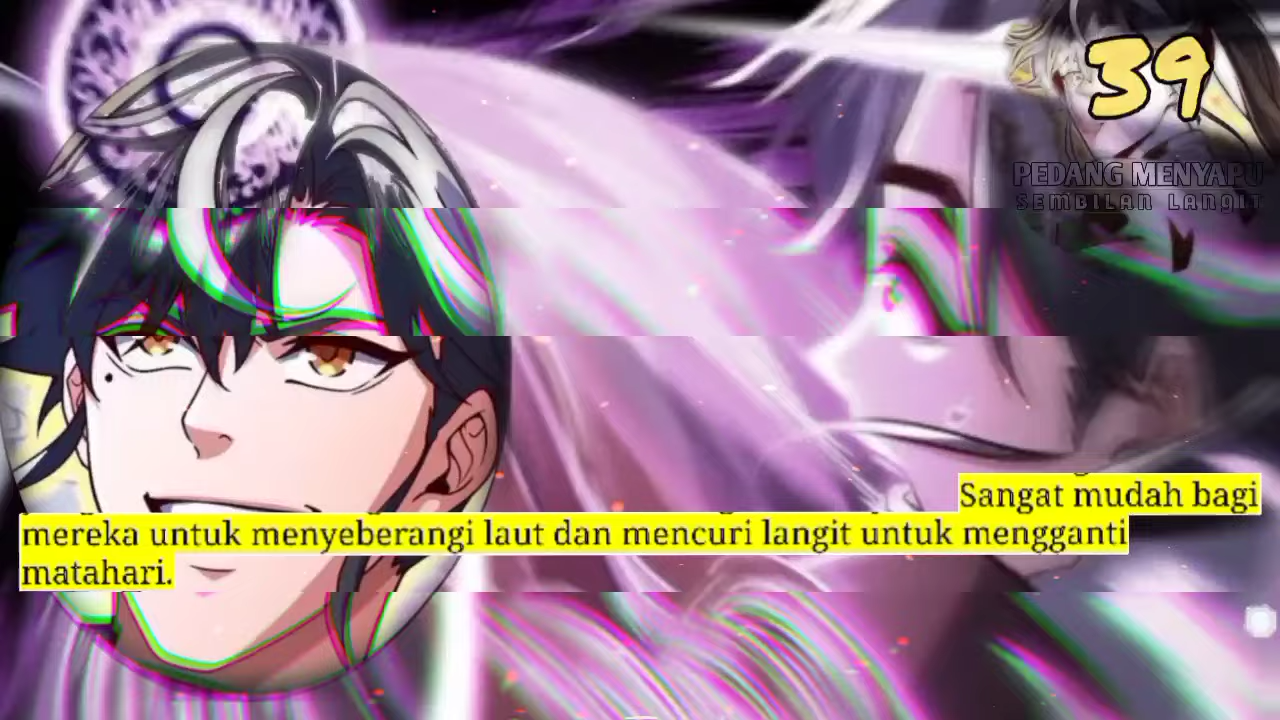 39
PEDANG MENYAPU
SEMBILAN LANGIT
Sangat mudah bagi
mereka untuk menyeberangi laut dan mencuri langit untuk mengganti
matahari.